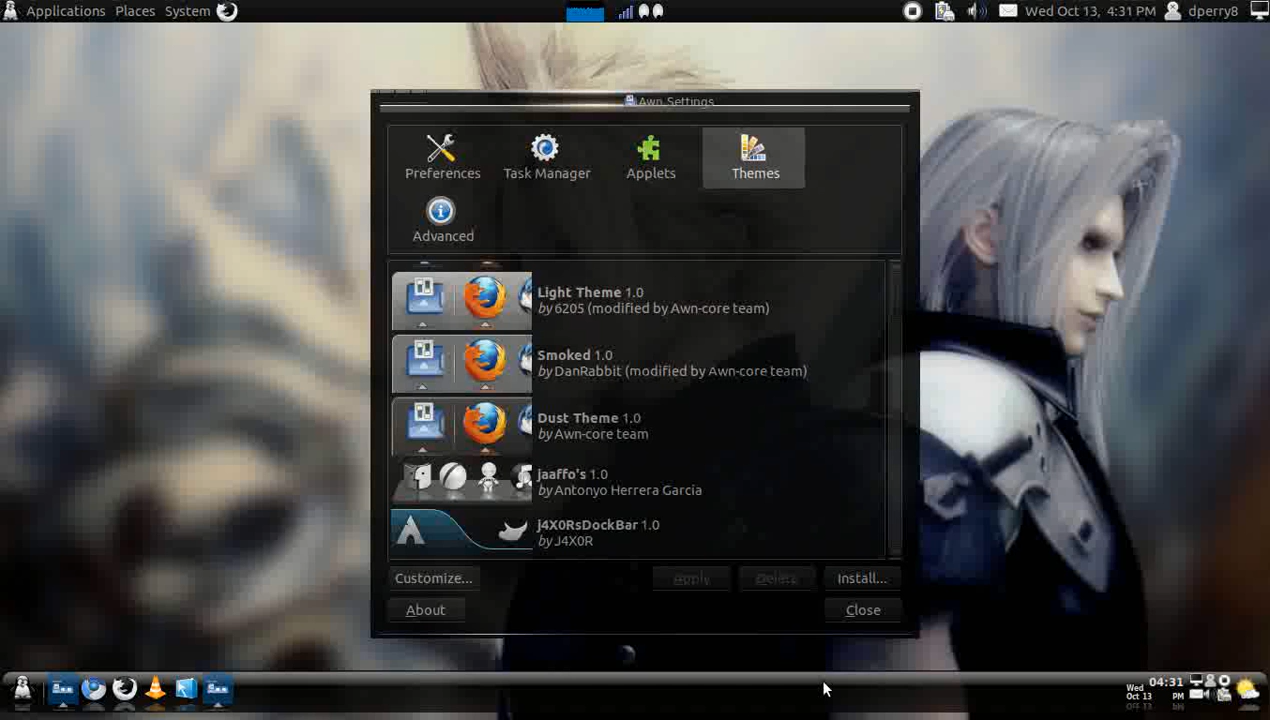 Applications Places System
Wed Oct 13, 4:31 PM dperry8
Awn Settings
Preferences Task Manager Applets Themes
Advanced
Light Theme 1.0
by 6205 (modified by Awn-core team)
Smoked 1.0
by DanRabbit (modified by Awn-core team)
Dust Theme 1.0
by Awn-core team
jaaffo's 1.0
by Antonyo Herrera Garcia
j4X0RsDockBar 1.0
by J4X0R
Customize... Apply Delete Install...
About Close
04:31
Wed
Oct 13 PM